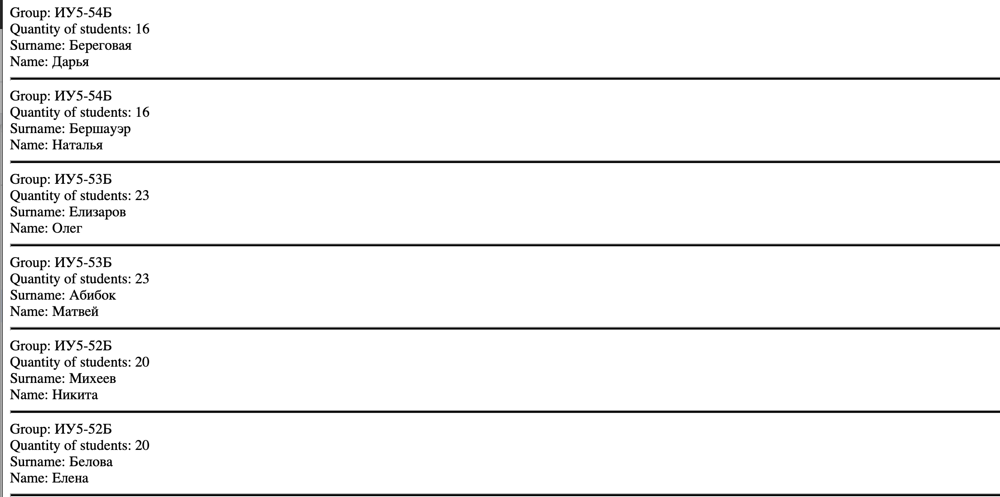 Group: ИУ5-54Б
Quantity of students: 16
Surname: Береговая
Name: Дарья
Group: ИУ5-54Б
Quantity of students: 16
Surname: Бершауэр
Name: Наталья
Group: ИУ5-53Б
Quantity of students: 23
Surname: Елизаров
Name: Олег
Group: ИУ5-53Б
Quantity of students: 23
Surname: Абибок
Name: Матвей
Group: ИУ5-52Б
Quantity of students: 20
Surname: Михеев
Name: Никита
Group: ИУ5-52Б
Quantity of students: 20
Surname: Белова
Name: Елена